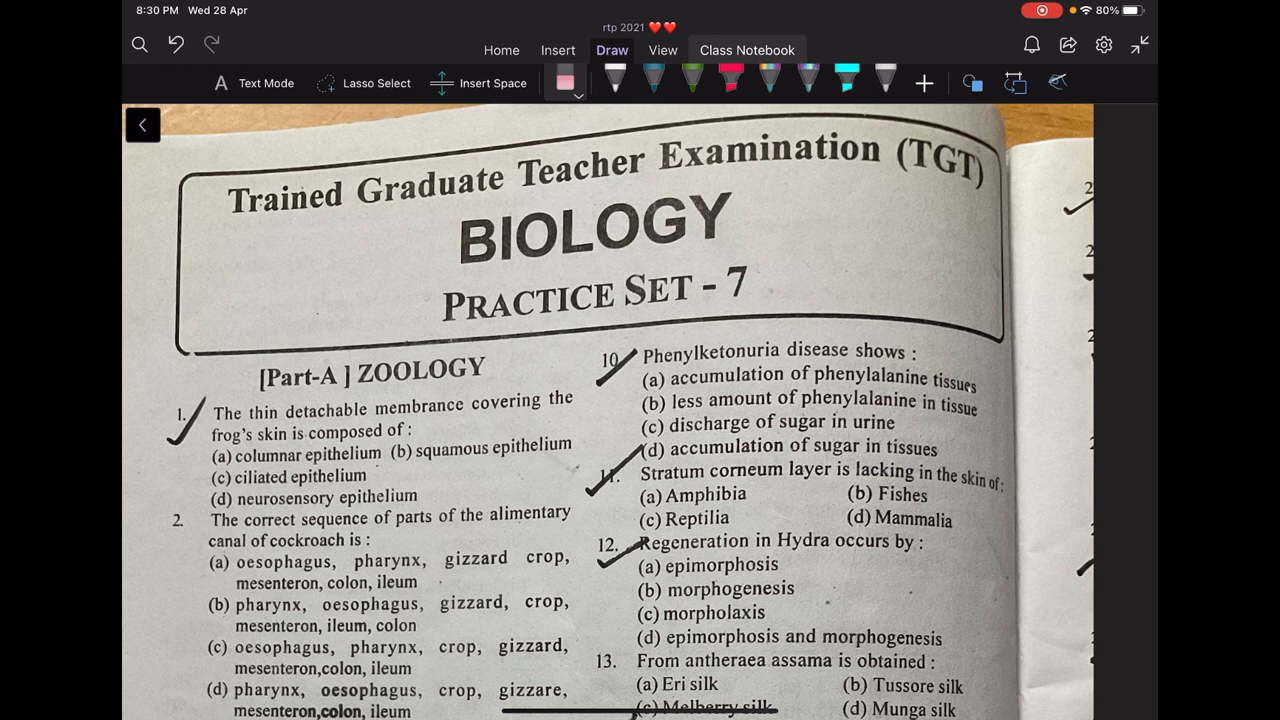 8:30 PM Wed 28 Apr
80%
rtp 2021 ❤️❤️
Home Insert Draw View Class Notebook
Text Mode Lasso Select Insert Space
Trained Graduate Teacher Examination (TGT)
BIOLOGY
PRACTICE SET - 7
[Part-A ] ZOOLOGY
1. The thin detachable membrance covering the
frog's skin is composed of :
(a) columnar epithelium (b) squamous epithelium
(c) ciliated epithelium
(d) neurosensory epithelium
2. The correct sequence of parts of the alimentary
canal of cockroach is :
(a) oesophagus, pharynx, gizzard crop,
mesenteron, colon, ileum
(b) pharynx, oesophagus, gizzard, crop,
mesenteron, ileum, colon
(c) oesophagus, pharynx, crop, gizzard,
mesenteron,colon, ileum
(d) pharynx, oesophagus, crop, gizzare,
mesenteron,colon, ileum
10. Phenylketonuria disease shows :
(a) accumulation of phenylalanine tissues
(b) less amount of phenylalanine in tissue
(c) discharge of sugar in urine
(d) accumulation of sugar in tissues
11. Stratum corneum layer is lacking in the skin of:
(a) Amphibia (b) Fishes
(c) Reptilia (d) Mammalia
12. Regeneration in Hydra occurs by :
(a) epimorphosis
(b) morphogenesis
(c) morpholaxis
(d) epimorphosis and morphogenesis
13. From antheraea assama is obtained :
(a) Eri silk (b) Tussore silk
(c) Melberry silk (d) Munga silk